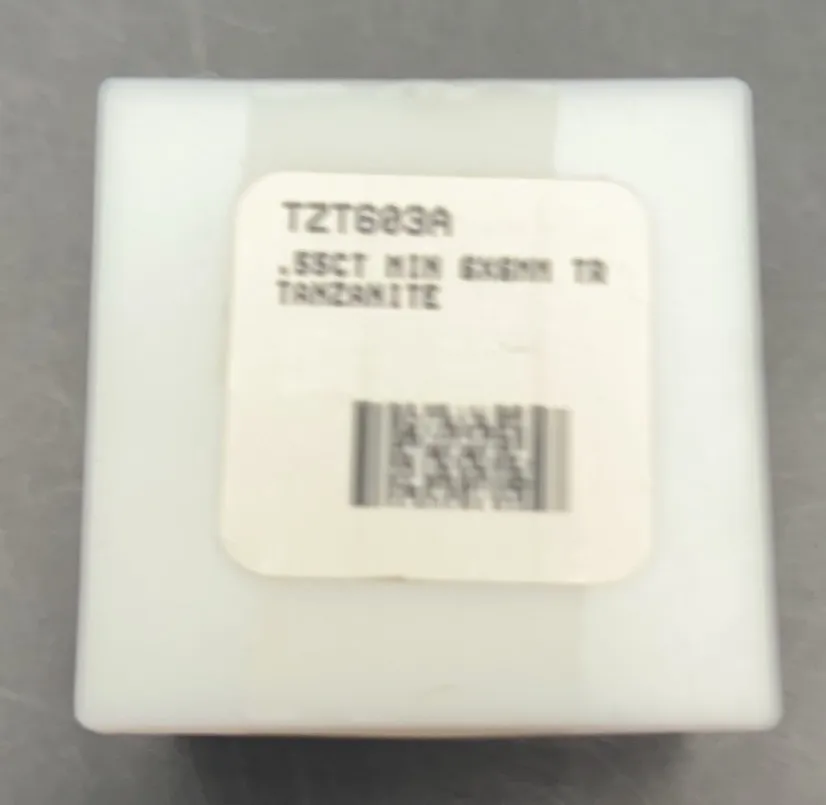 TZT603A
.55CT MIN 6X6MM TR
TANZANITE